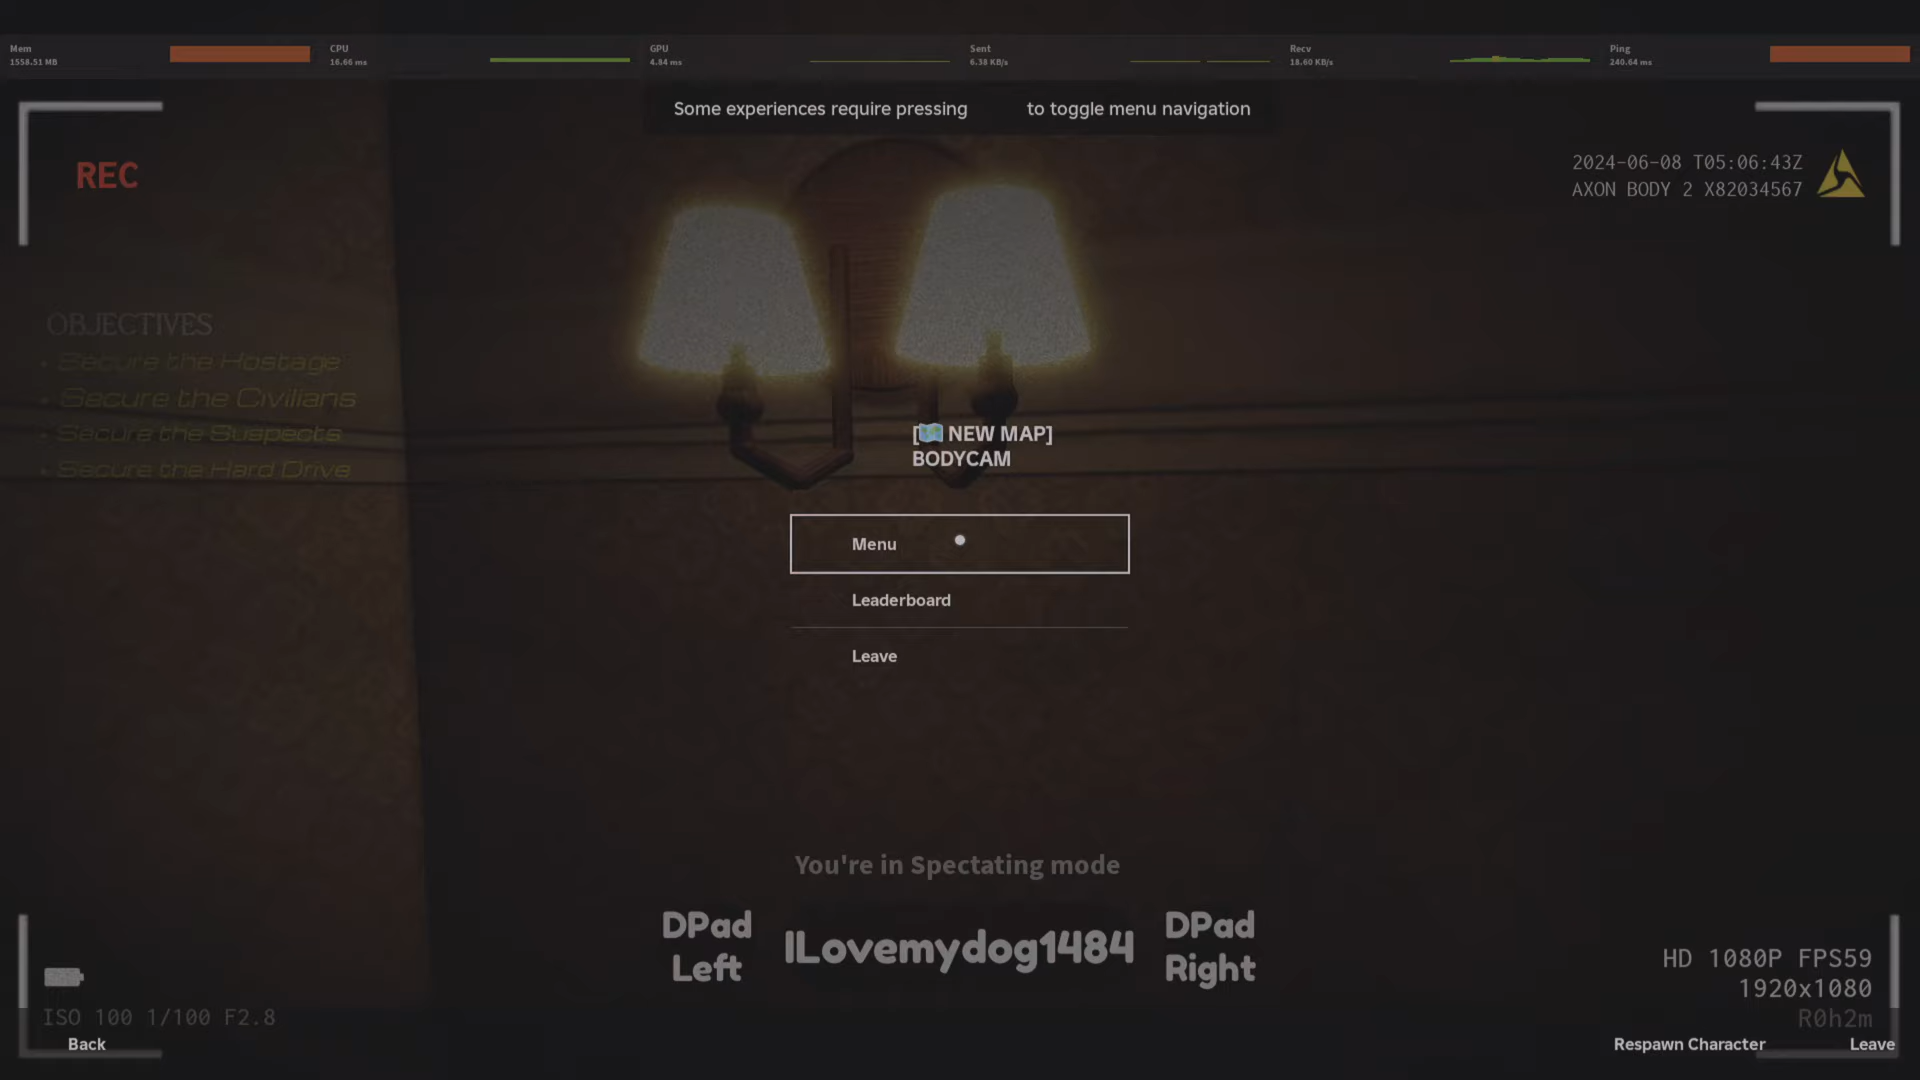 Mem
1558.51 MB
CPU
16.66 ms
GPU
4.84 ms
Sent
6.38 KB/s
Recv
18.60 KB/s
Ping
240.64 ms
Some experiences require pressing to toggle menu navigation
REC
2024-06-08 T05:06:43Z
AXON BODY 2 X82034567
OBJECTIVES
- Secure the Hostage
- Secure the Civilians
- Secure the Suspects
- Secure the Hard Drive
[🗺️ NEW MAP]
BODYCAM
Menu
Leaderboard
Leave
You're in Spectating mode
DPad
Left
ILovemydog1484
DPad
Right
HD 1080P FPS59
1920x1080
R0h2m
ISO 100 1/100 F2.8
Back
Respawn Character
Leave